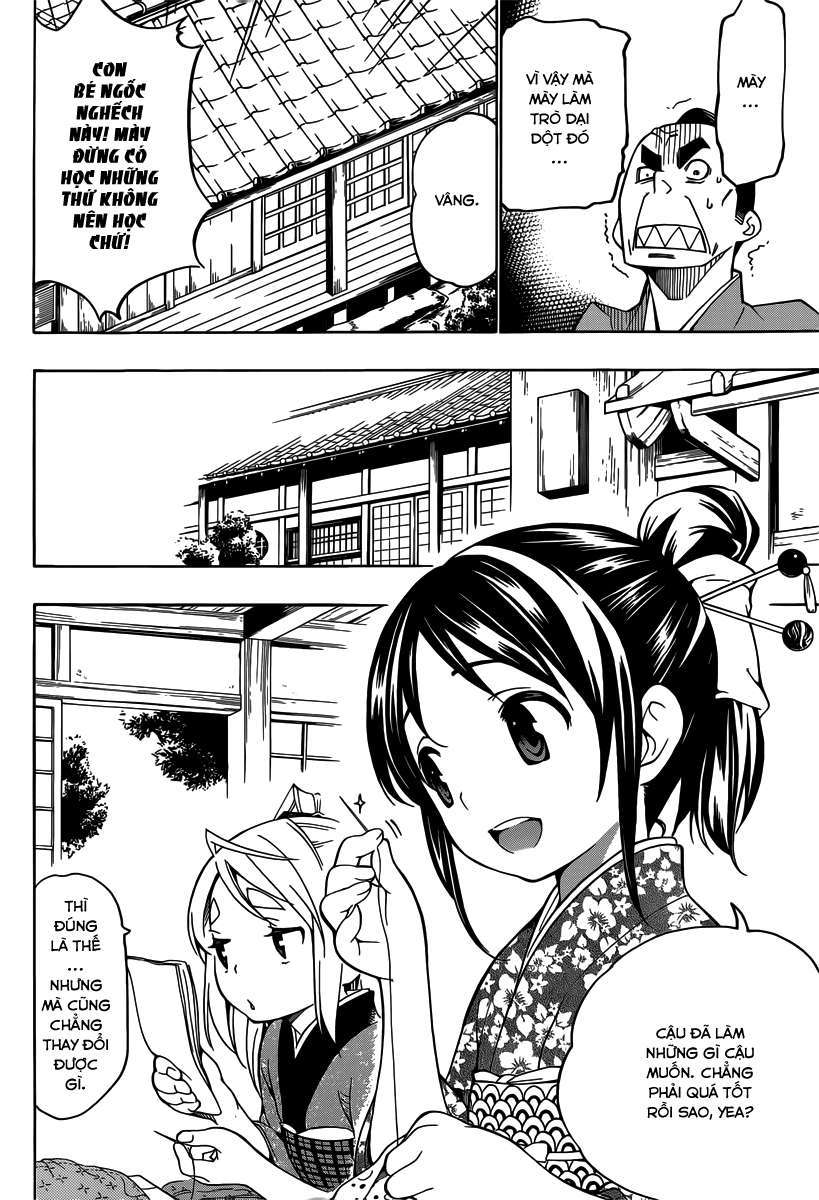 MÀY
...
VÌ VẬY MÀ
MÀY LÀM
TRÒ DẠI
DỘT ĐÓ
...
VÂNG.
CON
BÉ NGỐC
NGHẾCH
NÀY! MÀY
ĐỪNG CÓ
HỌC NHỮNG
THỨ KHÔNG
NÊN HỌC
CHỨ!
CẬU ĐÃ LÀM
NHỮNG GÌ CẬU
MUỐN. CHẲNG
PHẢI QUÁ TỐT
RỒI SAO, YEA?
THÌ
ĐÚNG
LÀ THẾ
...
NHƯNG
MÀ CŨNG
CHẲNG
THAY ĐỔI
ĐƯỢC
GÌ.